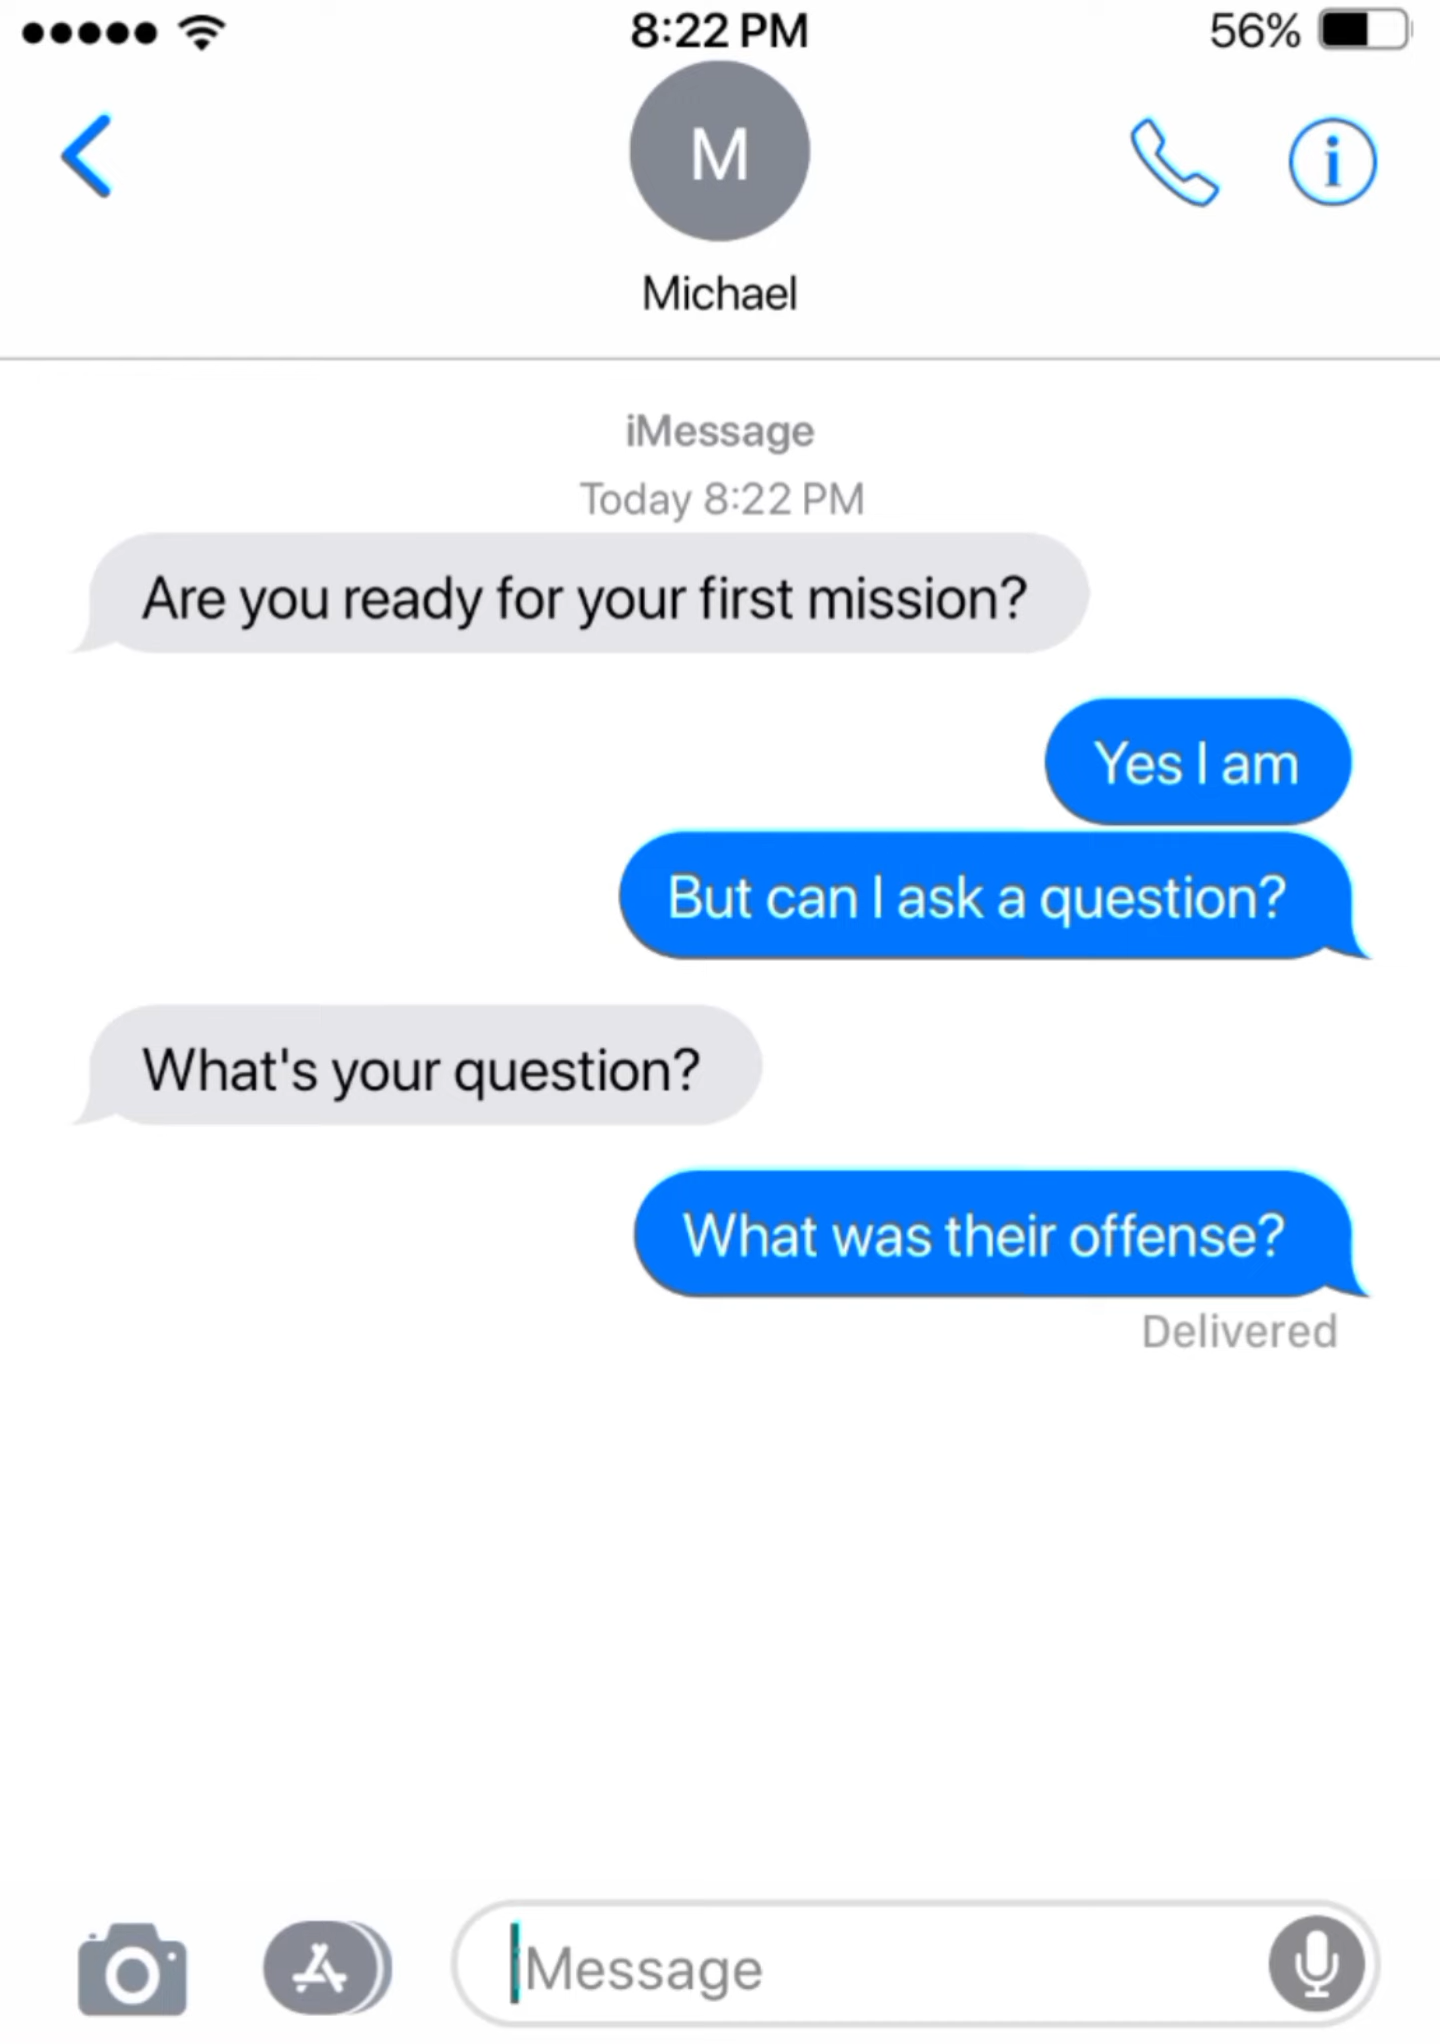 8:22 PM
56%
M
Michael
iMessage
Today 8:22 PM
Are you ready for your first mission?
Yes I am
But can I ask a question?
What's your question?
What was their offense?
Delivered
Message